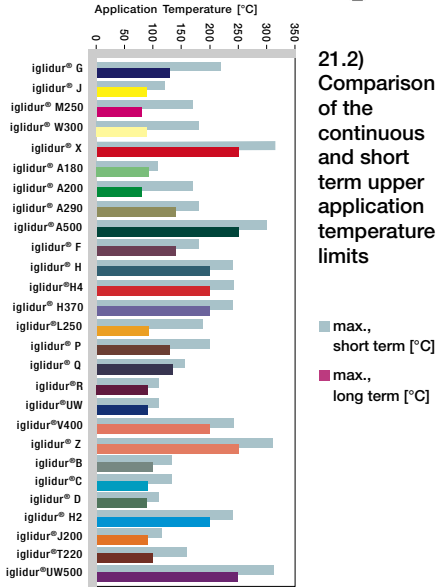 Application Temperature [°C]
0 50 100 150 200 250 300 350
iglidur® G
iglidur® J
iglidur® M250
iglidur® W300
iglidur® X
iglidur® A180
iglidur® A200
iglidur® A290
iglidur® A500
iglidur® F
iglidur® H
iglidur®H4
iglidur® H370
iglidur®L250
iglidur® P
iglidur® Q
iglidur®R
iglidur®UW
iglidur®V400
iglidur® Z
iglidur®B
iglidur®C
iglidur® D
iglidur® H2
iglidur®J200
iglidur®T220
iglidur®UW500
21.2)
Comparison
of the
continuous
and short
term upper
application
temperature
limits
max.,
short term [°C]
max.,
long term [°C]